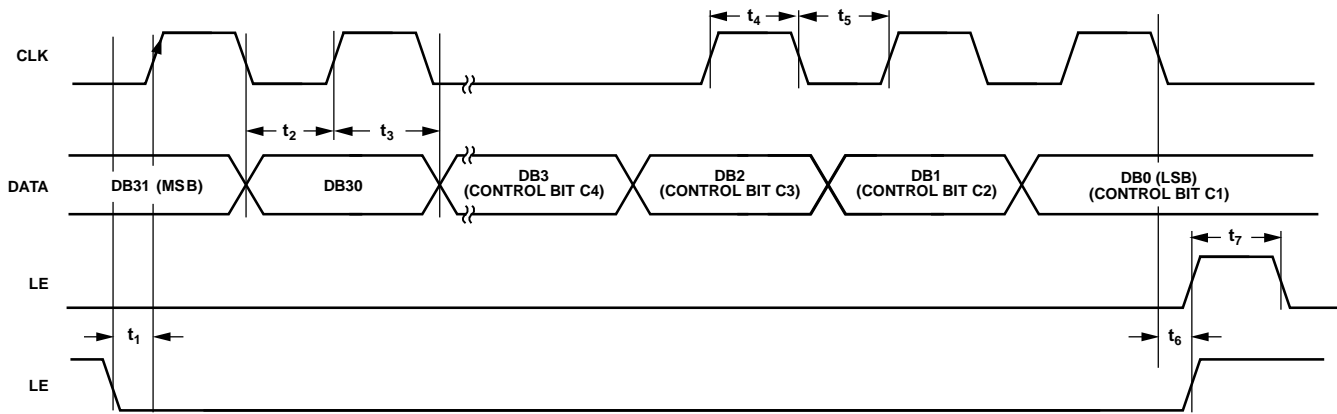 t4
t5
CLK
t2
t3
DATA
DB31 (MSB)
DB30
DB3
(CONTROL BIT C4)
DB2
(CONTROL BIT C3)
DB1
(CONTROL BIT C2)
DB0 (LSB)
(CONTROL BIT C1)
t7
LE
t1
t6
LE